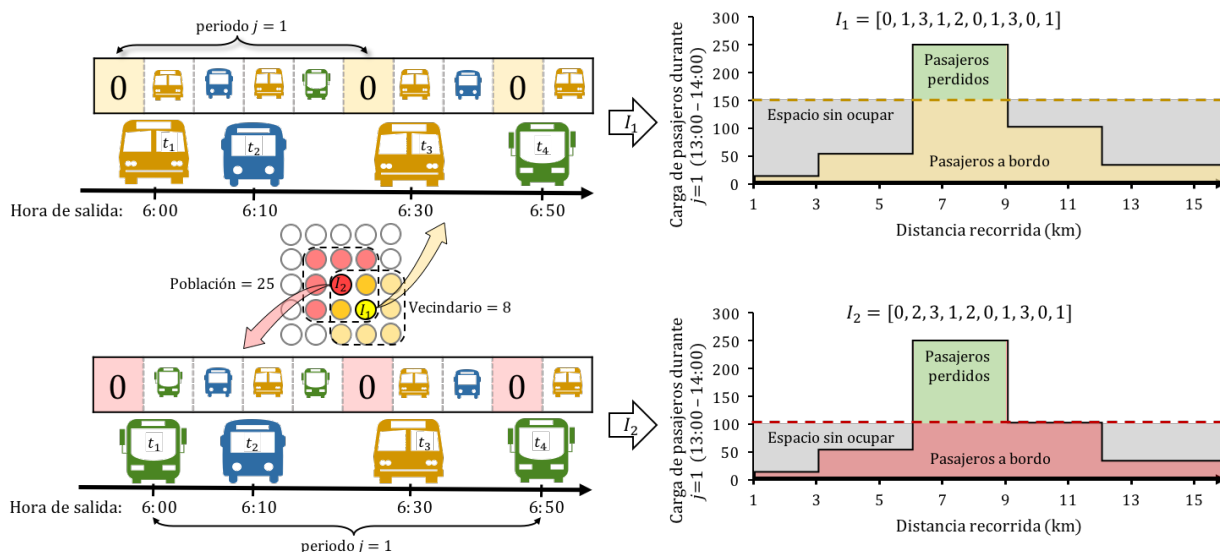 periodo j = 1
0
0
0
t₁
t₂
t₃
t₄
Hora de salida:
6:00
6:10
6:30
6:50
I₁
I₁ = [0, 1, 3, 1, 2, 0, 1, 3, 0, 1]
Carga de pasajeros durante
j=1 (13:00 – 14:00)
300
250
200
150
100
50
0
Pasajeros
perdidos
Espacio sin ocupar
Pasajeros a bordo
1
3
5
7
9
11
13
15
Distancia recorrida (km)
Población = 25
I₂
I₁
Vecindario = 8
0
0
0
t₁
t₂
t₃
t₄
Hora de salida:
6:00
6:10
6:30
6:50
periodo j = 1
I₂
I₂ = [0, 2, 3, 1, 2, 0, 1, 3, 0, 1]
Carga de pasajeros durante
j=1 (13:00 – 14:00)
300
250
200
150
100
50
0
Pasajeros
perdidos
Espacio sin ocupar
Pasajeros a bordo
1
3
5
7
9
11
13
15
Distancia recorrida (km)